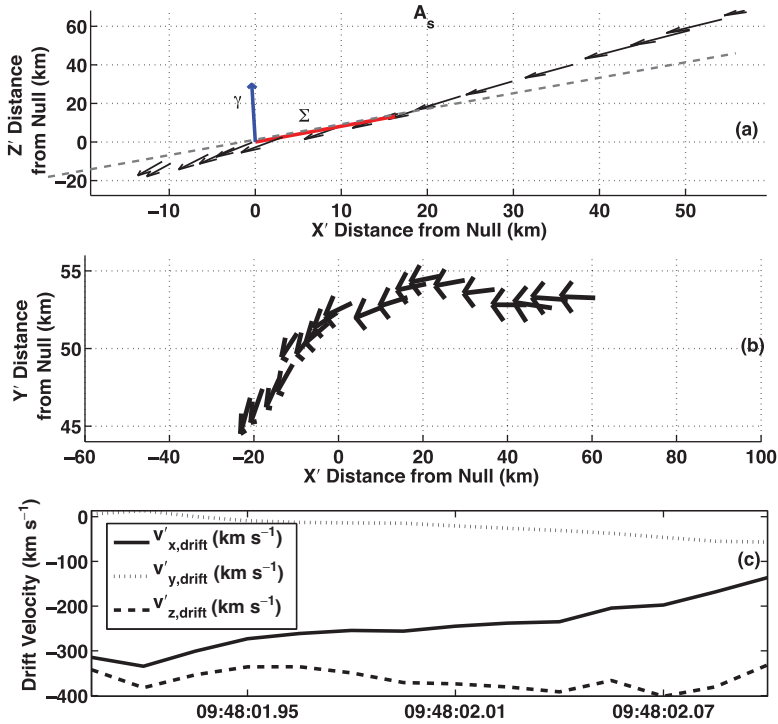 A_s
60
40
20
0
−20
Z′ Distance
from Null (km)
γ
Σ
(a)
−10
0
10
20
30
40
50
X′ Distance from Null (km)
55
50
45
Y′ Distance
from Null (km)
(b)
−60
−40
−20
0
20
40
60
80
100
X′ Distance from Null (km)
0
−100
−200
−300
−400
Drift Velocity (km s⁻¹)
v′x,drift (km s⁻¹)
v′y,drift (km s⁻¹)
v′z,drift (km s⁻¹)
(c)
09:48:01.95
09:48:02.01
09:48:02.07